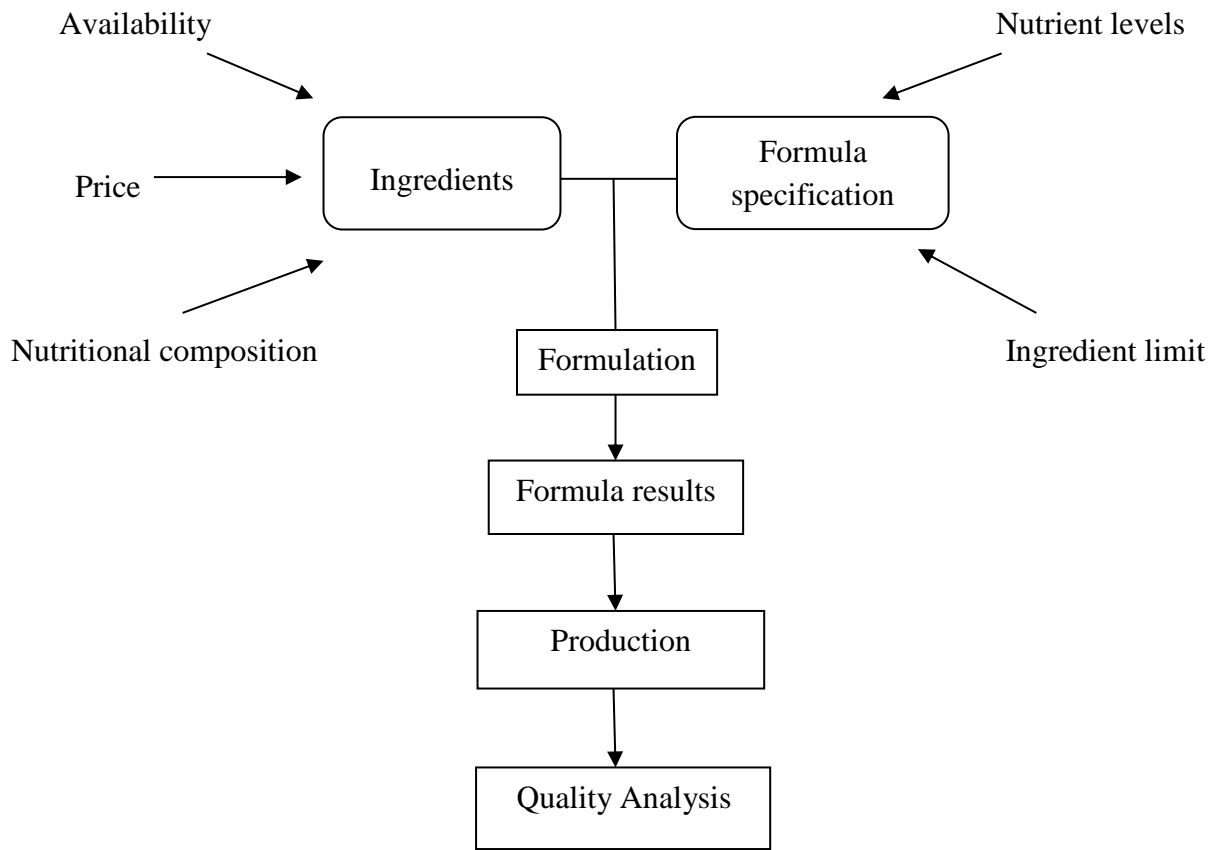 Availability
Nutrient levels
Price
Ingredients
Formula
specification
Nutritional composition
Ingredient limit
Formulation
Formula results
Production
Quality Analysis